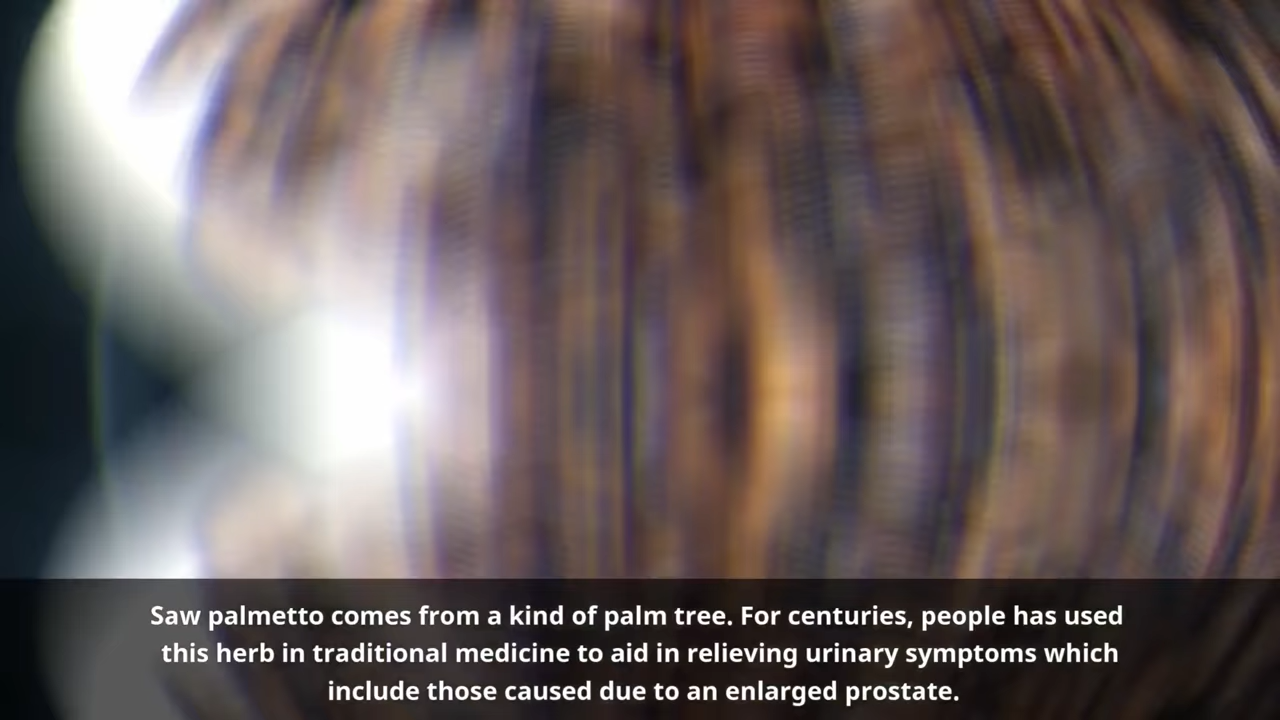 Saw palmetto comes from a kind of palm tree. For centuries, people has used
this herb in traditional medicine to aid in relieving urinary symptoms which
include those caused due to an enlarged prostate.